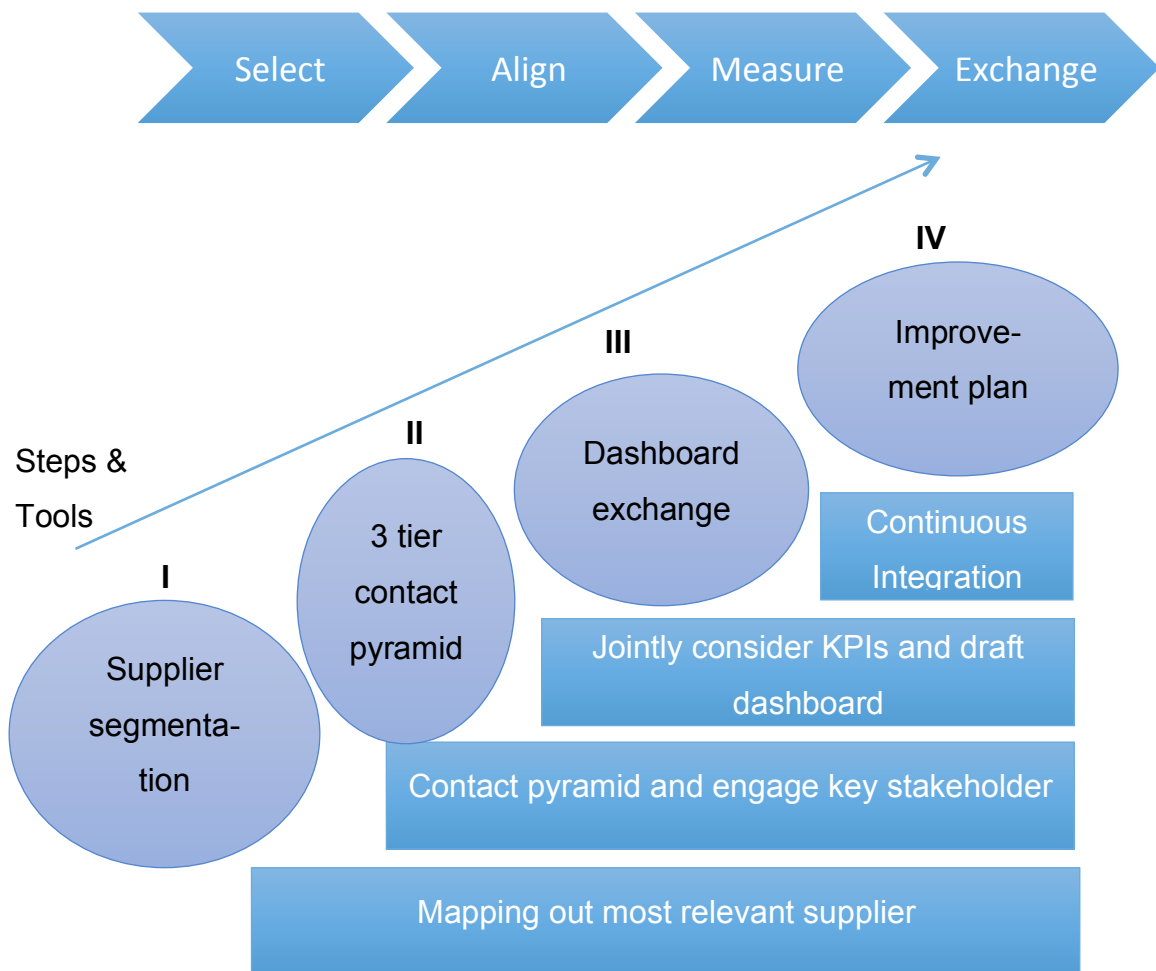 Select
Align
Measure
Exchange
IV
Improve-
ment plan
III
Dashboard
exchange
II
3 tier
contact
pyramid
Steps &
Tools
I
Supplier
segmenta-
tion
Continuous
Integration
Jointly consider KPIs and draft
dashboard
Contact pyramid and engage key stakeholder
Mapping out most relevant supplier